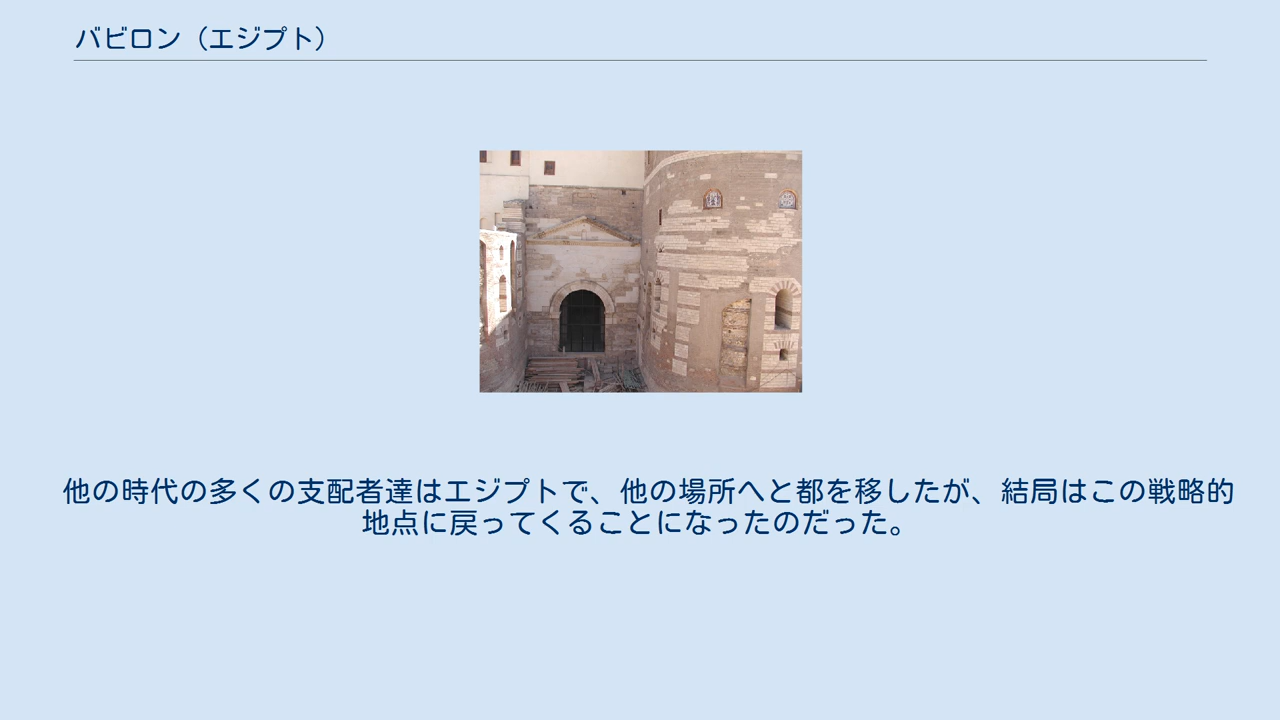 バビロン（エジプト）
他の時代の多くの支配者達はエジプトで、他の場所へと都を移したが、結局はこの戦略的
地点に戻ってくることになったのだった。